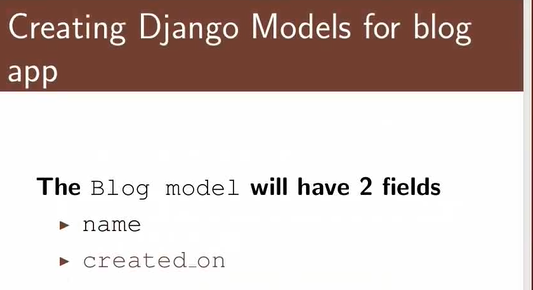 Creating Django Models for blog
app
The Blog model will have 2 fields
▶ name
▶ created_on